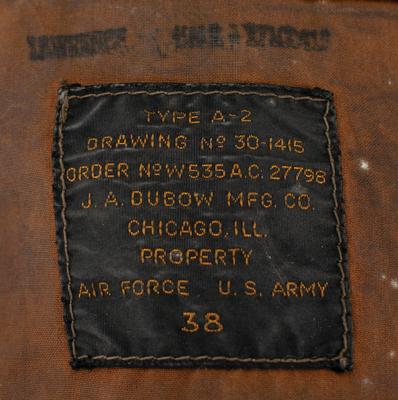 TYPE A-2
DRAWING Nº 30-1415
ORDER Nº W535 A.C. 27798
J. A. DUBOW MFG. CO.
CHICAGO, ILL.
PROPERTY
AIR FORCE U. S. ARMY
38